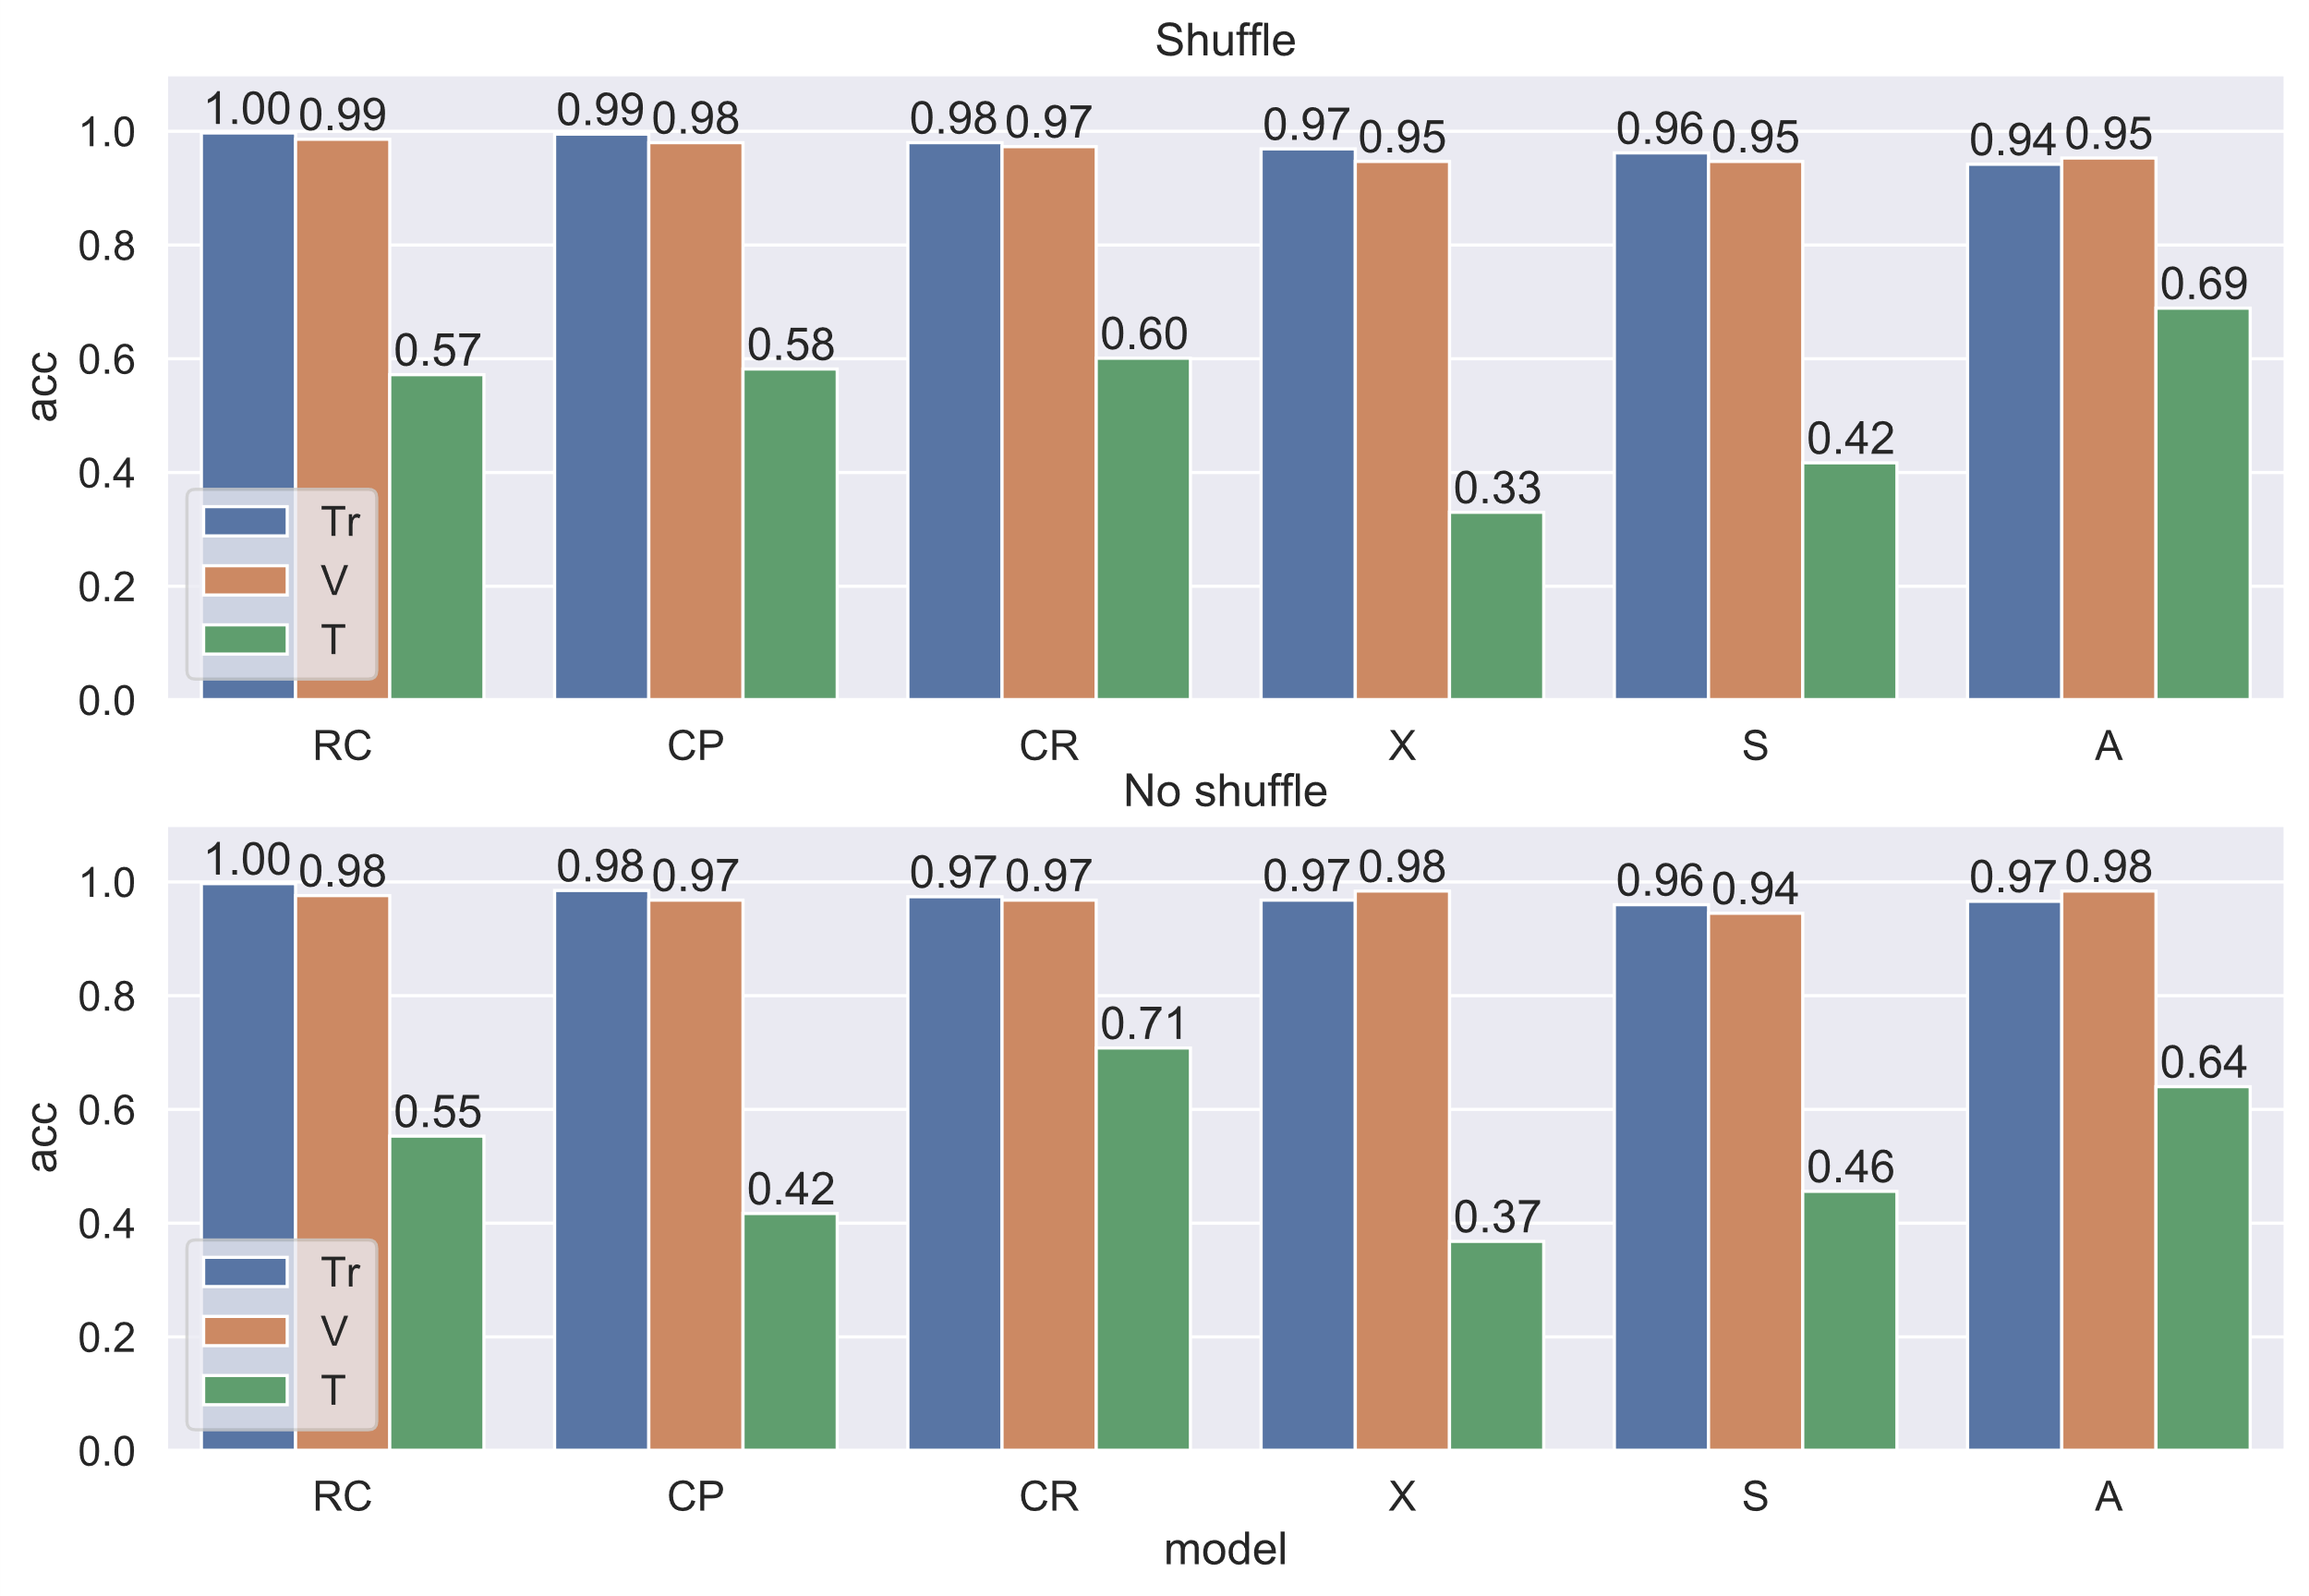 Shuffle
1.00 0.99 0.57 0.99 0.98 0.58 0.98 0.97 0.60 0.97 0.95 0.33 0.96 0.95 0.42 0.94 0.95 0.69
acc
1.0
0.8
0.6
0.4
0.2
0.0
Tr
V
T
RC CP CR X S A
No shuffle
1.00 0.98 0.55 0.98 0.97 0.42 0.97 0.97 0.71 0.97 0.98 0.37 0.96 0.94 0.46 0.97 0.98 0.64
acc
1.0
0.8
0.6
0.4
0.2
0.0
Tr
V
T
RC CP CR X S A
model